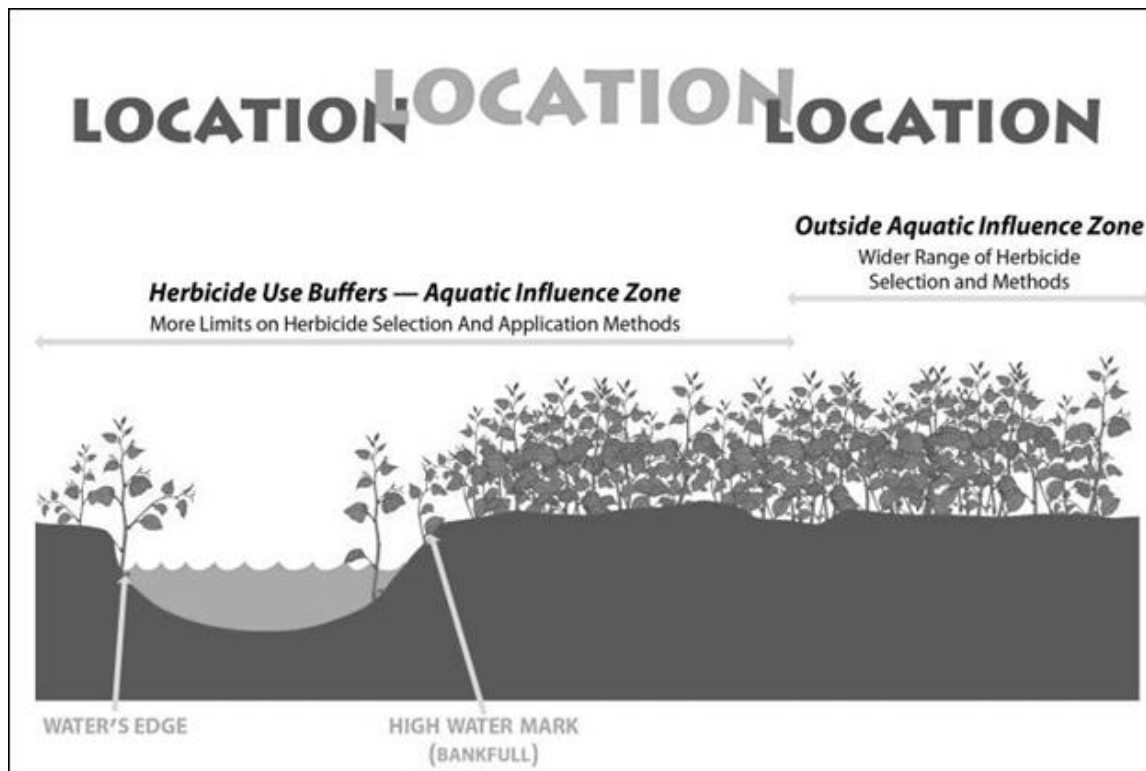 LOCATION LOCATION LOCATION
Outside Aquatic Influence Zone
Wider Range of Herbicide
Selection and Methods
Herbicide Use Buffers — Aquatic Influence Zone
More Limits on Herbicide Selection And Application Methods
WATER'S EDGE
HIGH WATER MARK
(BANKFULL)